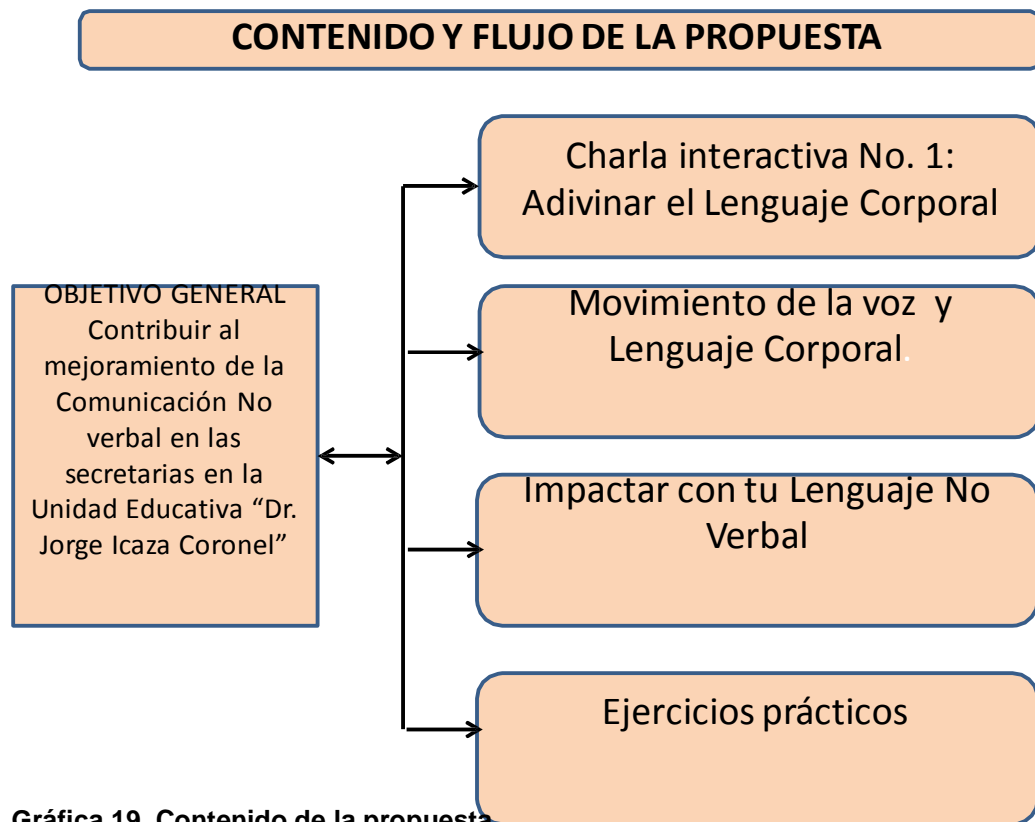 CONTENIDO Y FLUJO DE LA PROPUESTA
Charla interactiva No. 1:
Adivinar el Lenguaje Corporal
OBJETIVO GENERAL
Contribuir al
mejoramiento de la
Comunicación No
verbal en las
secretarias en la
Unidad Educativa “Dr.
Jorge Icaza Coronel”
Movimiento de la voz y
Lenguaje Corporal.
Impactar con tu Lenguaje No
Verbal
Ejercicios prácticos
Gráfica 19. Contenido de la propuesta